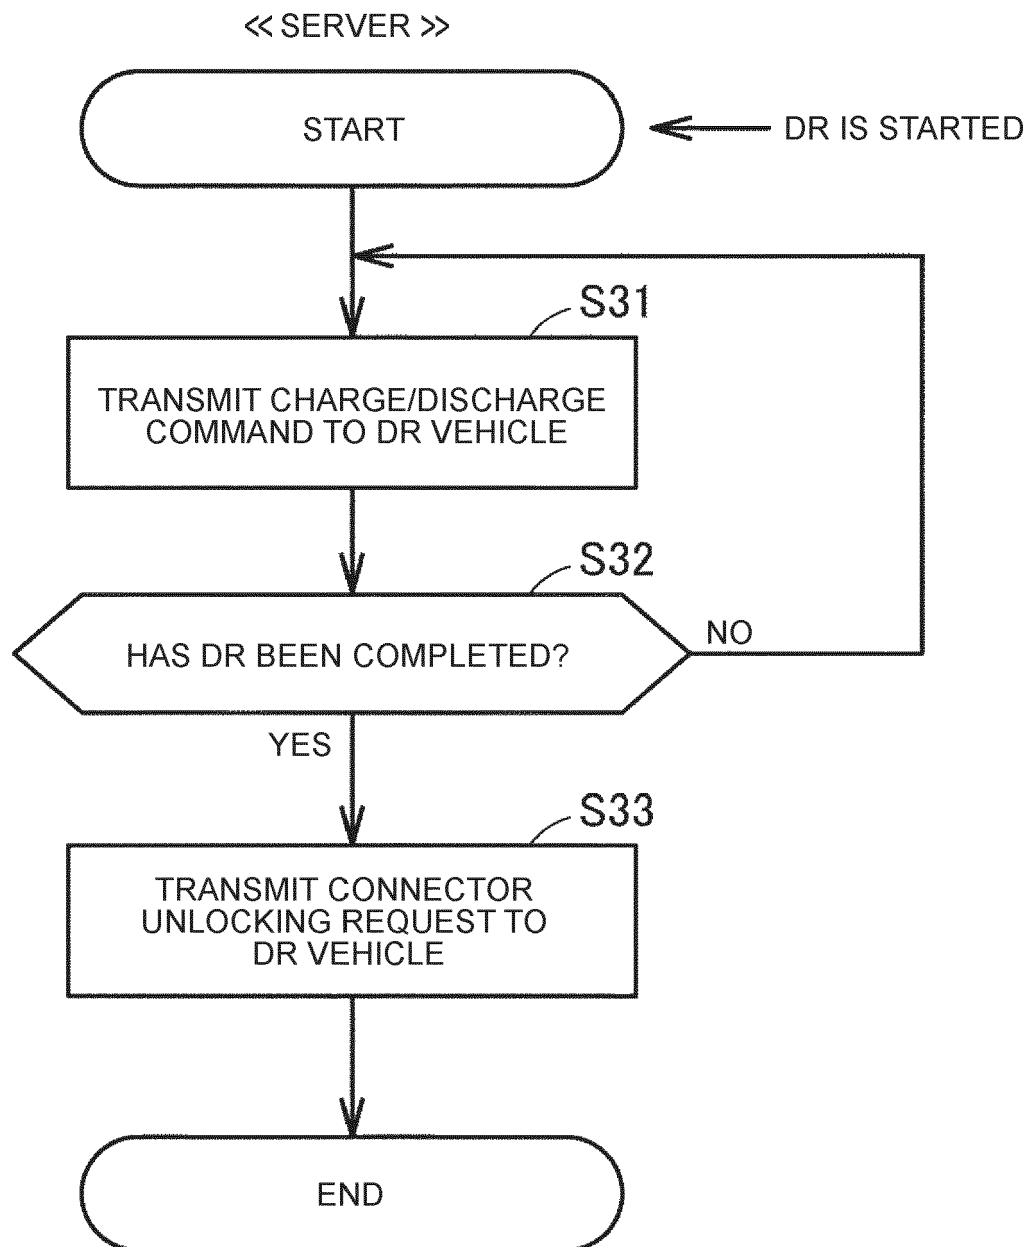 << SERVER >>
START
DR IS STARTED
S31
TRANSMIT CHARGE/DISCHARGE
COMMAND TO DR VEHICLE
S32
HAS DR BEEN COMPLETED?
NO
YES
S33
TRANSMIT CONNECTOR
UNLOCKING REQUEST TO
DR VEHICLE
END